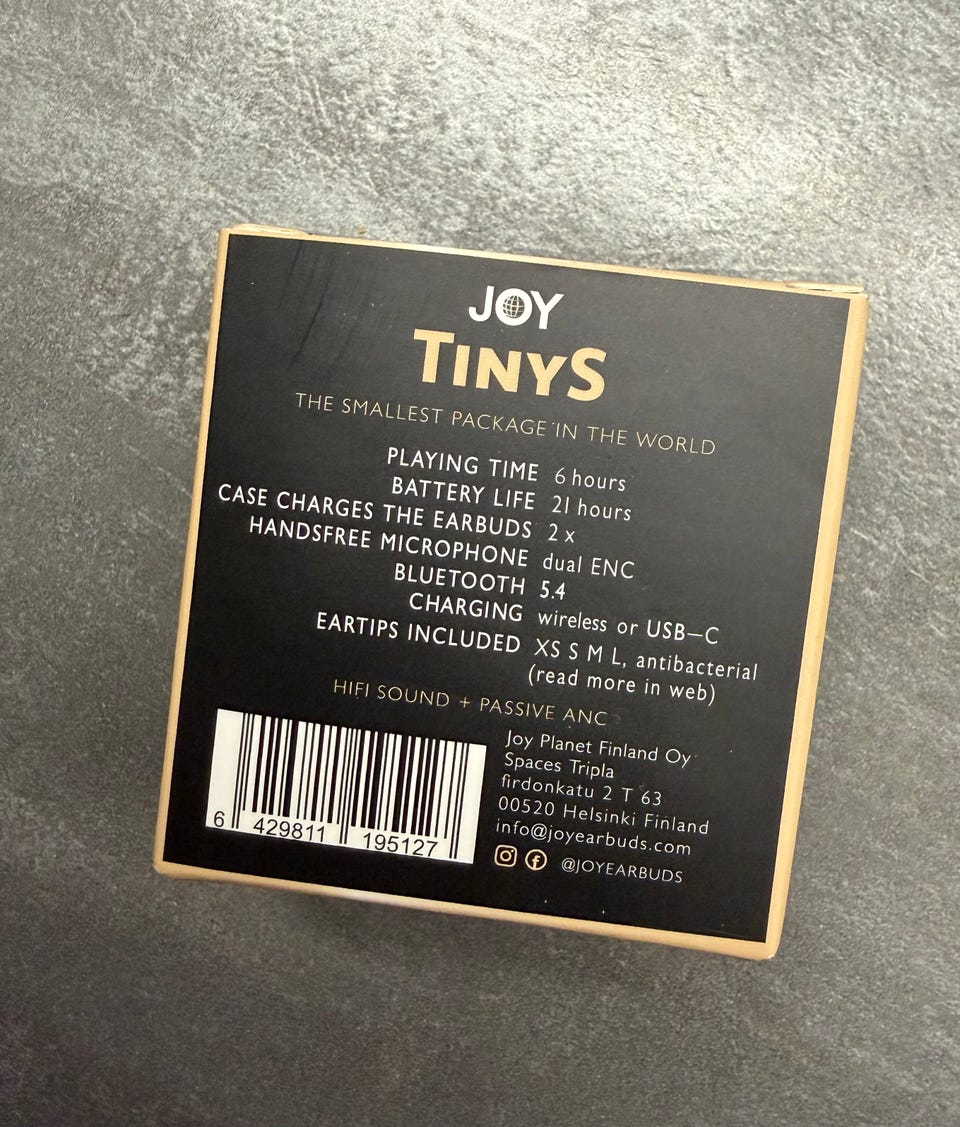 JOY
TINYS
THE SMALLEST PACKAGE IN THE WORLD
PLAYING TIME 6 hours
BATTERY LIFE 21 hours
CASE CHARGES THE EARBUDS 2 x
HANDSFREE MICROPHONE dual ENC
BLUETOOTH 5.4
CHARGING wireless or USB–C
EARTIPS INCLUDED XS S M L, antibacterial
(read more in web)
HIFI SOUND + PASSIVE ANC
Joy Planet Finland Oy
Spaces Tripla
firdonkatu 2 T 63
00520 Helsinki Finland
info@joyearbuds.com
@JOYEARBUDS
6 429811 195127